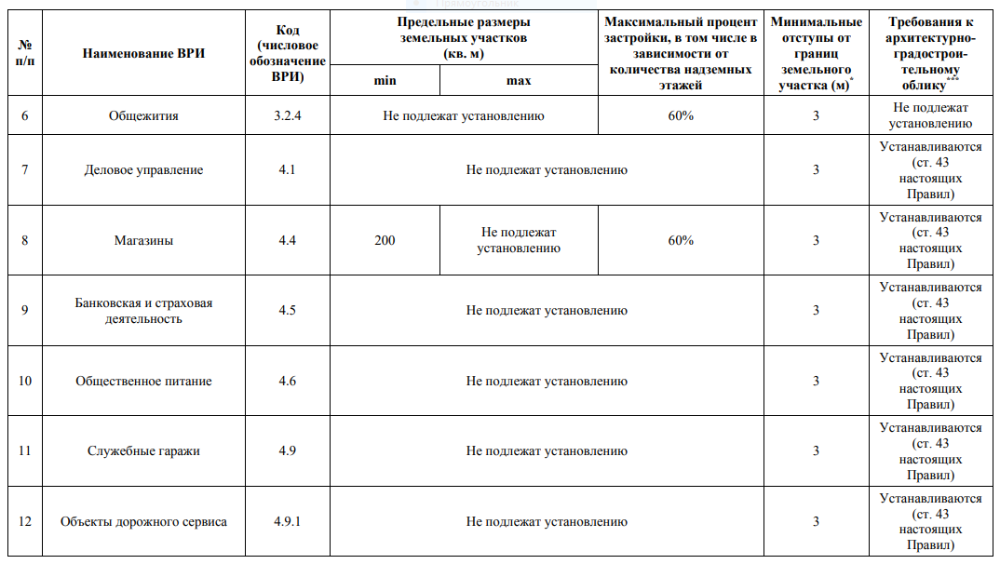 Прямоугольник
№
п/п
Наименование ВРИ
Код
(числовое
обозначение
ВРИ)
Предельные размеры
земельных участков
(кв. м)
min
max
Максимальный процент
застройки, в том числе в
зависимости от
количества надземных
этажей
Минимальные
отступы от
границ
земельного
участка (м)*
Требования к
архитектурно-
градострои-
тельному
облику***
6
Общежития
3.2.4
Не подлежат установлению
60%
3
Не подлежат
установлению
7
Деловое управление
4.1
Не подлежат установлению
3
Устанавливаются
(ст. 43
настоящих
Правил)
8
Магазины
4.4
200
Не подлежат
установлению
60%
3
Устанавливаются
(ст. 43
настоящих
Правил)
9
Банковская и страховая
деятельность
4.5
Не подлежат установлению
3
Устанавливаются
(ст. 43
настоящих
Правил)
10
Общественное питание
4.6
Не подлежат установлению
3
Устанавливаются
(ст. 43
настоящих
Правил)
11
Служебные гаражи
4.9
Не подлежат установлению
3
Устанавливаются
(ст. 43
настоящих
Правил)
12
Объекты дорожного сервиса
4.9.1
Не подлежат установлению
3
Устанавливаются
(ст. 43
настоящих
Правил)